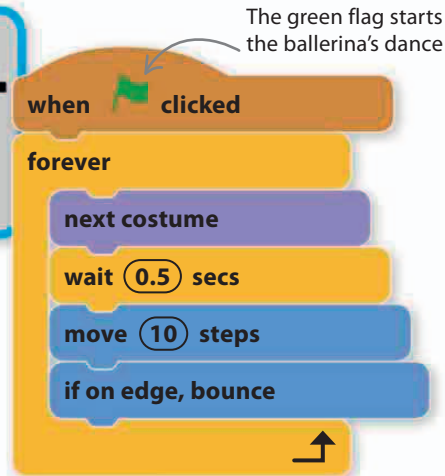 The green flag starts
the ballerina's dance
when clicked
forever
next costume
wait 0.5 secs
move 10 steps
if on edge, bounce